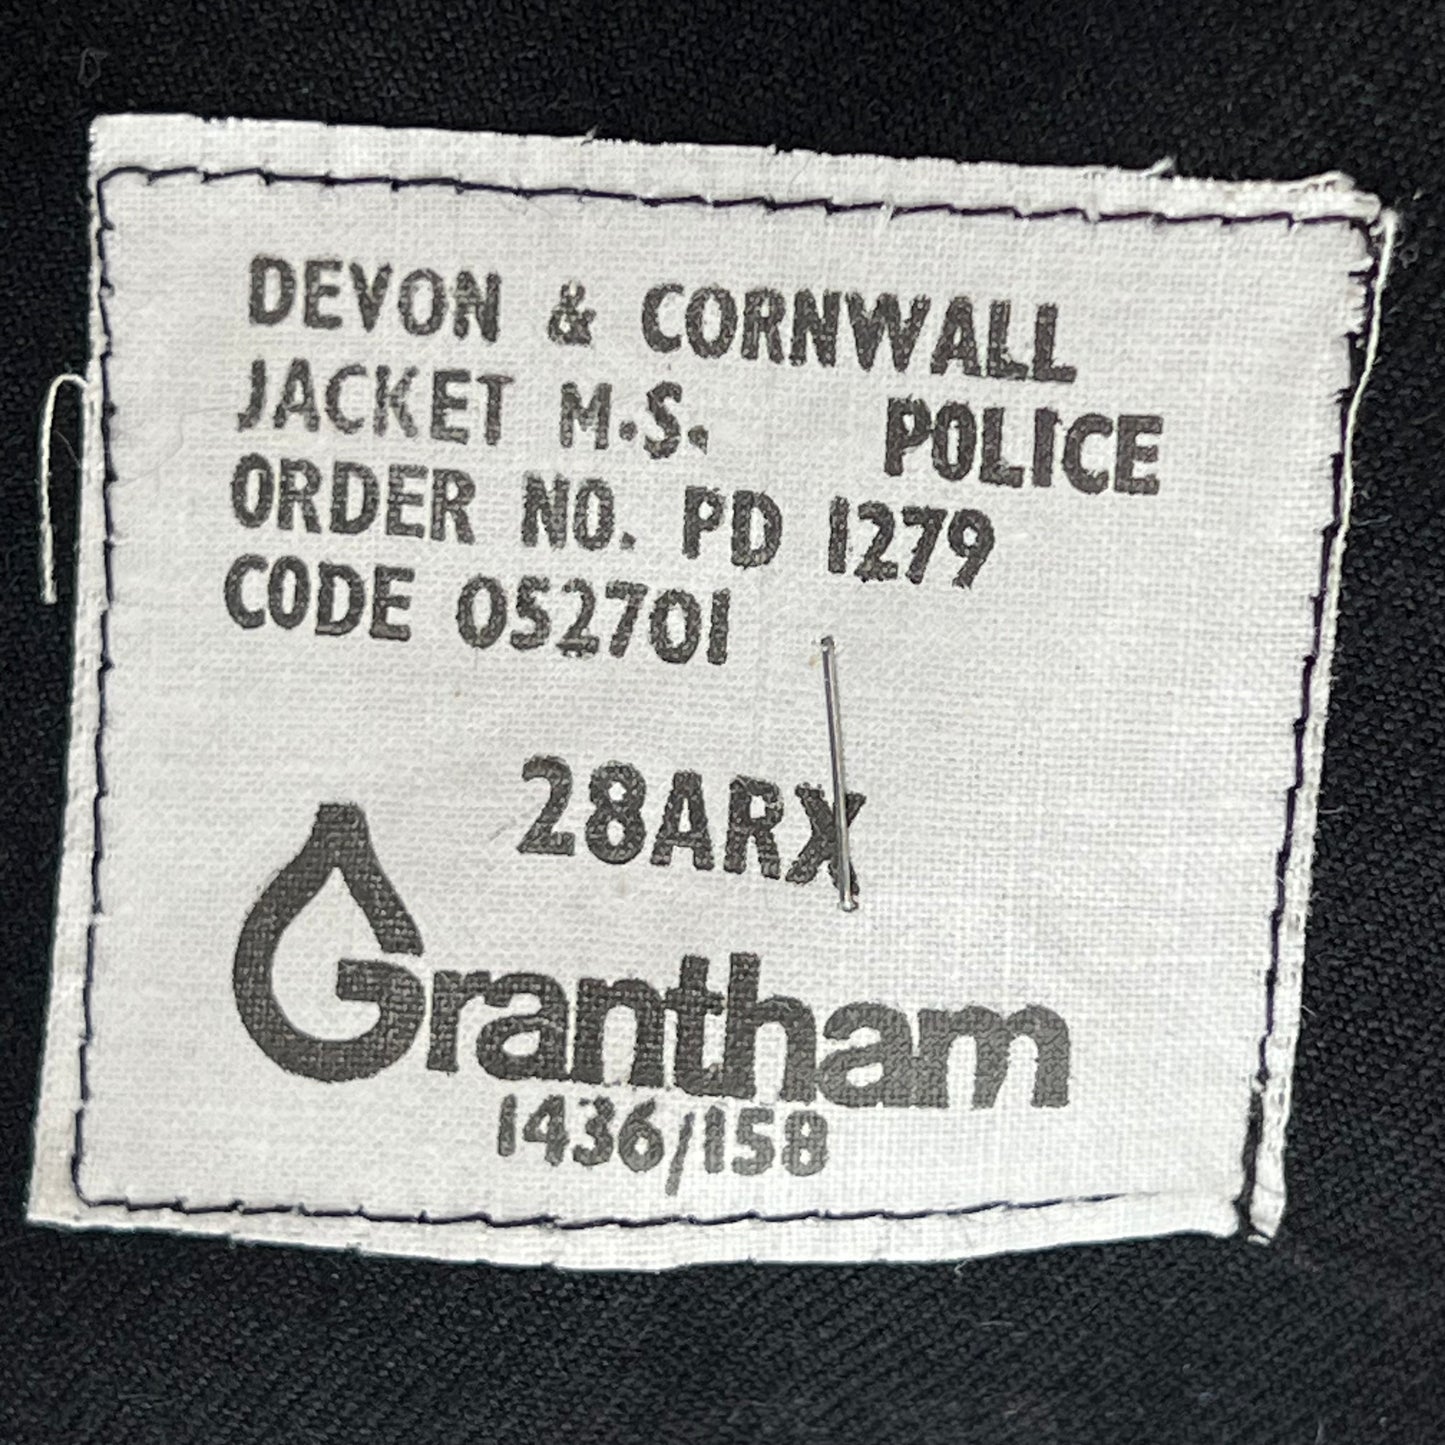 DEVON & CORNWALL
JACKET M.S. POLICE
ORDER NO. PD 1279
CODE 052701
28ARX
Grantham
1436/158